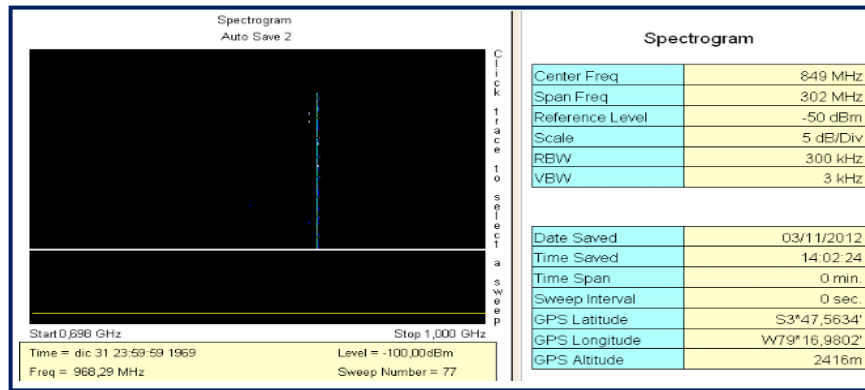 Spectrogram
Auto Save 2
Click trace to select a sweep
Start 0,698 GHz
Stop 1,000 GHz
Time = dic 31 23:59:59 1969
Level = -100,00dBm
Freq = 968,29 MHz
Sweep Number = 77
Spectrogram
Center Freq 849 MHz
Span Freq 302 MHz
Reference Level -50 dBm
Scale 5 dB/Div
RBW 300 kHz
VBW 3 kHz
Date Saved 03/11/2012
Time Saved 14:02:24
Time Span 0 min.
Sweep Interval 0 sec.
GPS Latitude S3*47,5634'
GPS Longitude W79*16,9802'
GPS Altitude 2416m